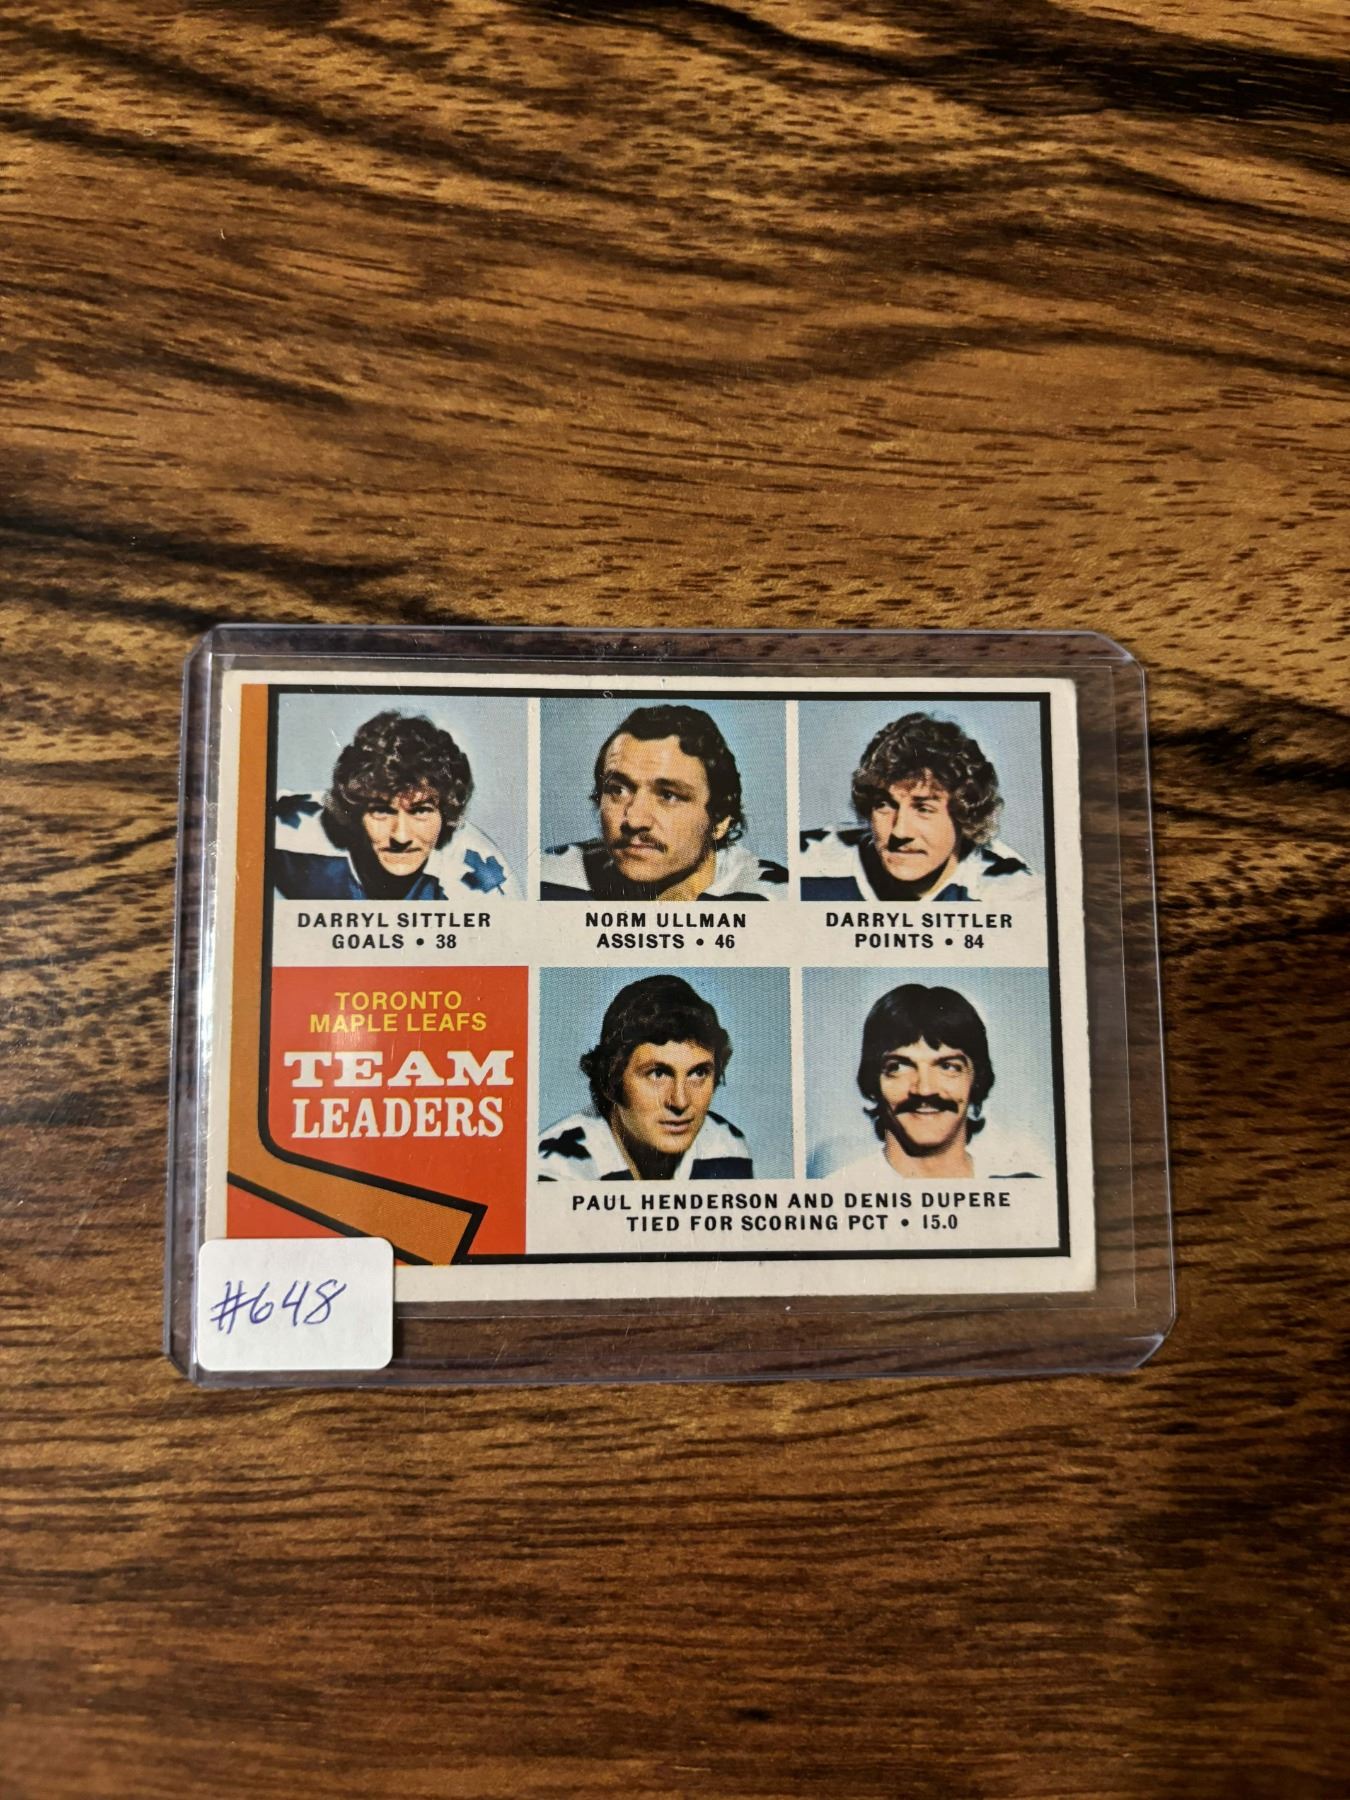 DARRYL SITTLER
GOALS • 38
NORM ULLMAN
ASSISTS • 46
DARRYL SITTLER
POINTS • 84
TORONTO
MAPLE LEAFS
TEAM
LEADERS
PAUL HENDERSON AND DENIS DUPERE
TIED FOR SCORING PCT • 15.0
#648